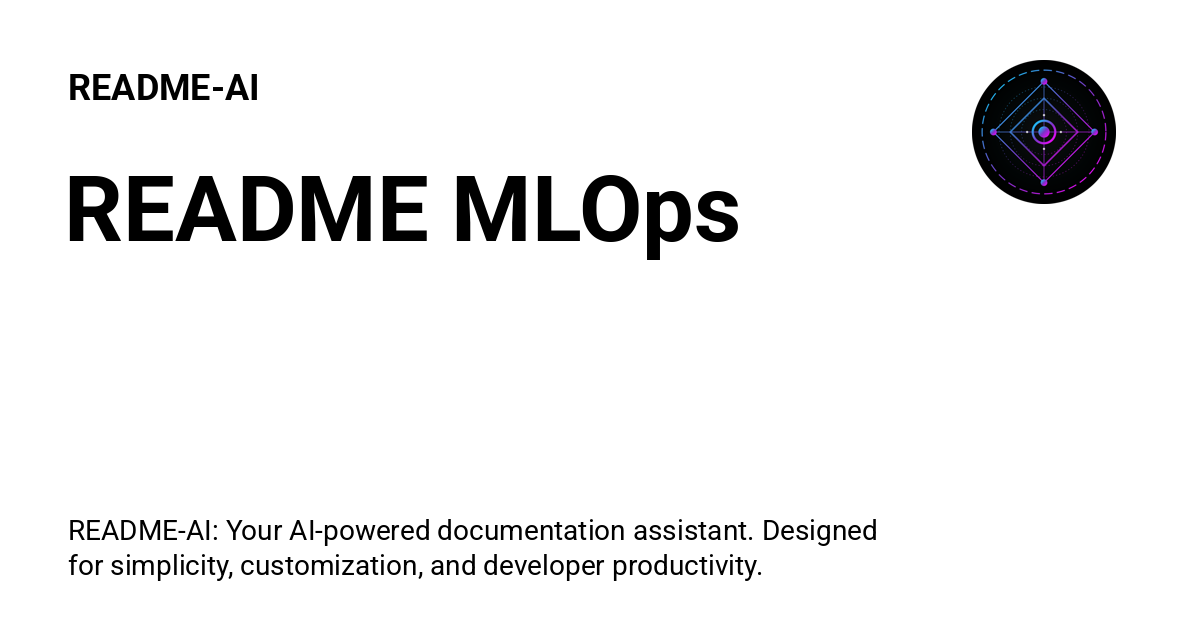 README-AI
README MLOps
README-AI: Your AI-powered documentation assistant. Designed
for simplicity, customization, and developer productivity.